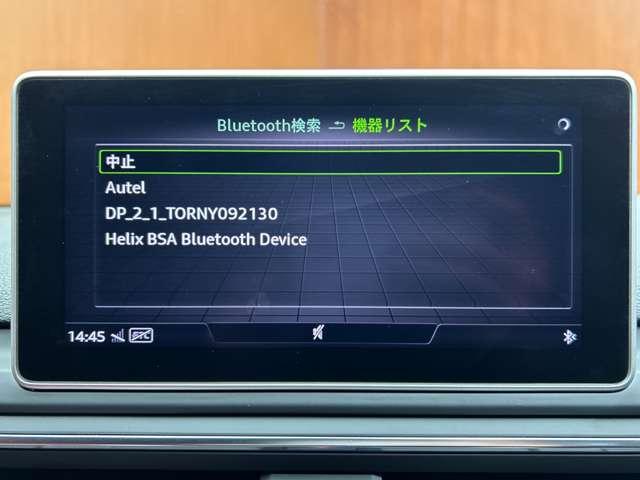 Bluetooth検索 機器リスト
中止
Autel
DP_2_1_TORNY092130
Helix BSA Bluetooth Device
14:45 ETC